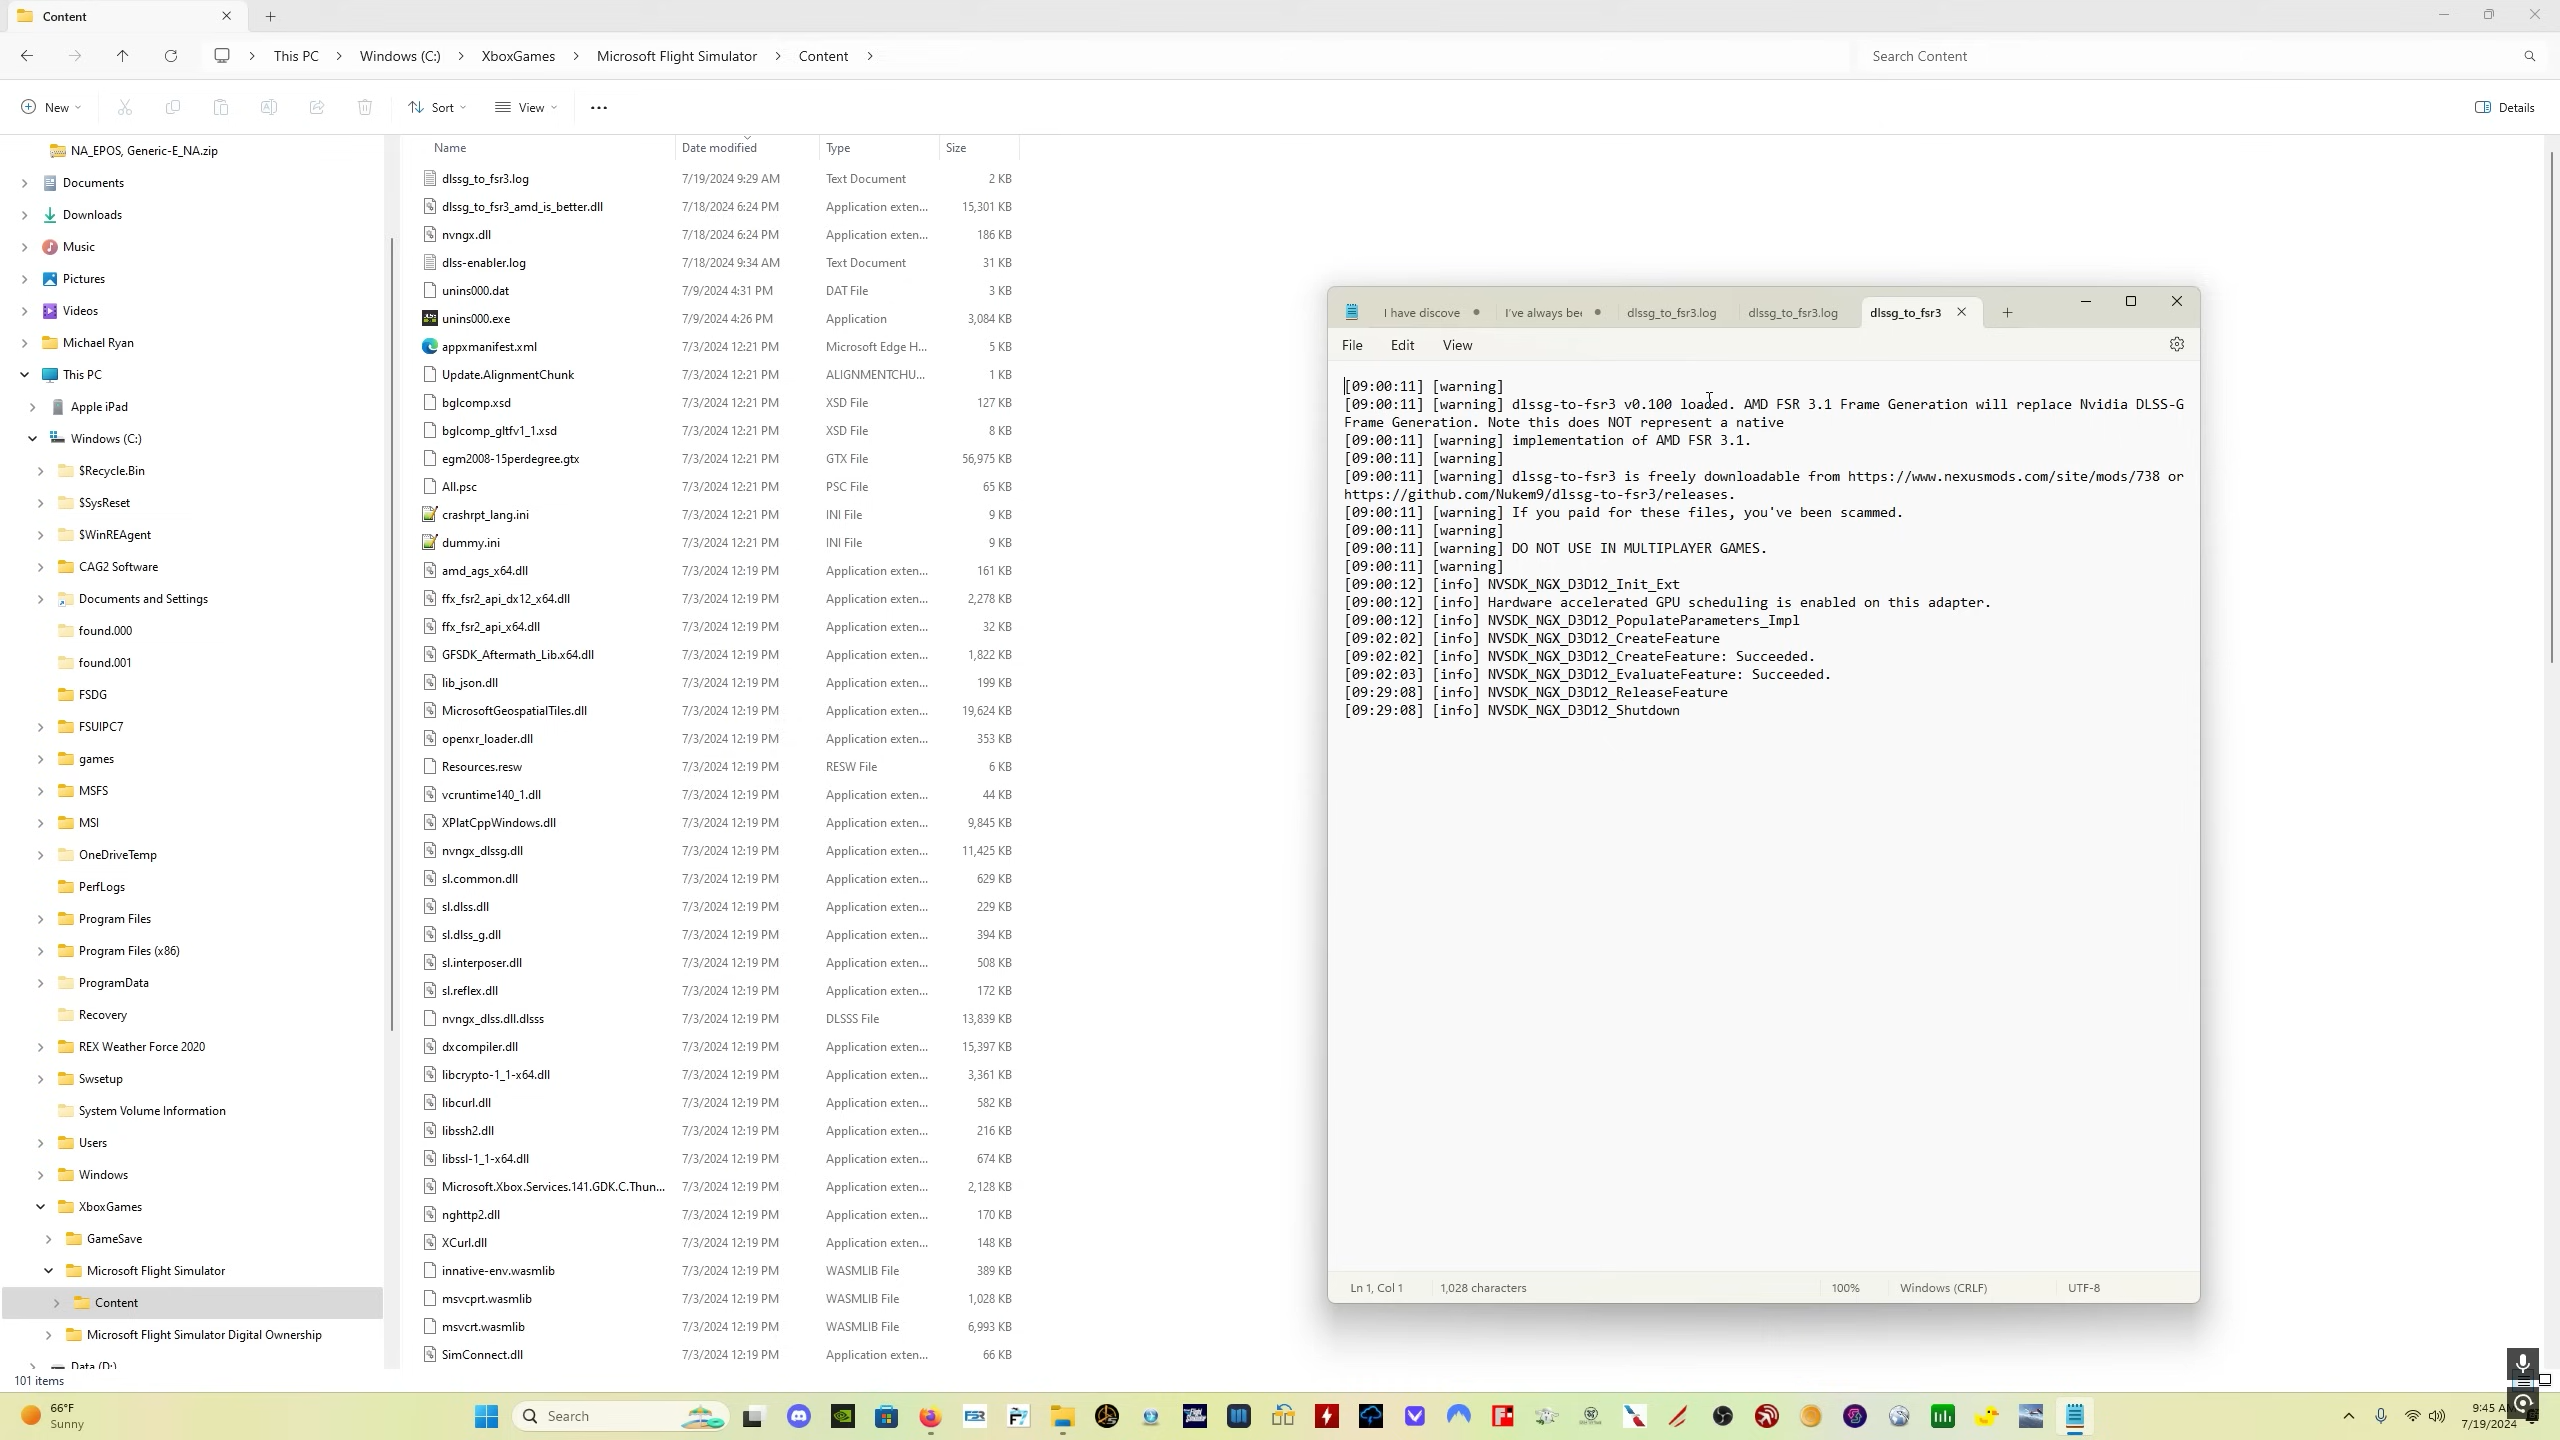 Content
This PC > Windows (C:) > XboxGames > Microsoft Flight Simulator > Content >
Search Content
New
Sort
View
Details
NA_EPOS, Generic-E_NA.zip
Documents
Downloads
Music
Pictures
Videos
Michael Ryan
This PC
Apple iPad
Windows (C:)
$Recycle.Bin
$SysReset
$WinREAgent
CAG2 Software
Documents and Settings
found.000
found.001
FSDG
FSUIPC7
games
MSFS
MSI
OneDriveTemp
PerfLogs
Program Files
Program Files (x86)
ProgramData
Recovery
REX Weather Force 2020
Swsetup
System Volume Information
Users
Windows
XboxGames
GameSave
Microsoft Flight Simulator
Content
Microsoft Flight Simulator Digital Ownership
Data (D:)
101 items
Name Date modified Type Size
dlssg_to_fsr3.log 7/19/2024 9:29 AM Text Document 2 KB
dlssg_to_fsr3_amd_is_better.dll 7/18/2024 6:24 PM Application exten... 15,301 KB
nvngx.dll 7/18/2024 6:24 PM Application exten... 186 KB
dlss-enabler.log 7/18/2024 9:34 AM Text Document 31 KB
unins000.dat 7/9/2024 4:31 PM DAT File 3 KB
unins000.exe 7/9/2024 4:26 PM Application 3,084 KB
appxmanifest.xml 7/3/2024 12:21 PM Microsoft Edge H... 5 KB
Update.AlignmentChunk 7/3/2024 12:21 PM ALIGNMENTCHU... 1 KB
bglcomp.xsd 7/3/2024 12:21 PM XSD File 127 KB
bglcomp_gltfv1_1.xsd 7/3/2024 12:21 PM XSD File 8 KB
egm2008-15perdegree.gtx 7/3/2024 12:21 PM GTX File 56,975 KB
All.psc 7/3/2024 12:21 PM PSC File 65 KB
crashrpt_lang.ini 7/3/2024 12:21 PM INI File 9 KB
dummy.ini 7/3/2024 12:21 PM INI File 9 KB
amd_ags_x64.dll 7/3/2024 12:19 PM Application exten... 161 KB
ffx_fsr2_api_dx12_x64.dll 7/3/2024 12:19 PM Application exten... 2,278 KB
ffx_fsr2_api_x64.dll 7/3/2024 12:19 PM Application exten... 32 KB
GFSDK_Aftermath_Lib.x64.dll 7/3/2024 12:19 PM Application exten... 1,822 KB
lib_json.dll 7/3/2024 12:19 PM Application exten... 199 KB
MicrosoftGeospatialTiles.dll 7/3/2024 12:19 PM Application exten... 19,624 KB
openxr_loader.dll 7/3/2024 12:19 PM Application exten... 353 KB
Resources.resw 7/3/2024 12:19 PM RESW File 6 KB
vcruntime140_1.dll 7/3/2024 12:19 PM Application exten... 44 KB
XPlatCppWindows.dll 7/3/2024 12:19 PM Application exten... 9,845 KB
nvngx_dlssg.dll 7/3/2024 12:19 PM Application exten... 11,425 KB
sl.common.dll 7/3/2024 12:19 PM Application exten... 629 KB
sl.dlss.dll 7/3/2024 12:19 PM Application exten... 229 KB
sl.dlss_g.dll 7/3/2024 12:19 PM Application exten... 394 KB
sl.interposer.dll 7/3/2024 12:19 PM Application exten... 508 KB
sl.reflex.dll 7/3/2024 12:19 PM Application exten... 172 KB
nvngx_dlss.dll.dlsss 7/3/2024 12:19 PM DLSSS File 13,839 KB
dxcompiler.dll 7/3/2024 12:19 PM Application exten... 15,397 KB
libcrypto-1_1-x64.dll 7/3/2024 12:19 PM Application exten... 3,361 KB
libcurl.dll 7/3/2024 12:19 PM Application exten... 582 KB
libssh2.dll 7/3/2024 12:19 PM Application exten... 216 KB
libssl-1_1-x64.dll 7/3/2024 12:19 PM Application exten... 674 KB
Microsoft.Xbox.Services.141.GDK.C.Thun... 7/3/2024 12:19 PM Application exten... 2,128 KB
nghttp2.dll 7/3/2024 12:19 PM Application exten... 170 KB
XCurl.dll 7/3/2024 12:19 PM Application exten... 148 KB
innative-env.wasmlib 7/3/2024 12:19 PM WASMLIB File 389 KB
msvcprt.wasmlib 7/3/2024 12:19 PM WASMLIB File 1,028 KB
msvcrt.wasmlib 7/3/2024 12:19 PM WASMLIB File 6,993 KB
SimConnect.dll 7/3/2024 12:19 PM Application exten... 66 KB
I have discove I've always bee dlssg_to_fsr3.log dlssg_to_fsr3.log dlssg_to_fsr3
File Edit View
[09:00:11] [warning]
[09:00:11] [warning] dlssg-to-fsr3 v0.100 loaded. AMD FSR 3.1 Frame Generation will replace Nvidia DLSS-G
Frame Generation. Note this does NOT represent a native
[09:00:11] [warning] implementation of AMD FSR 3.1.
[09:00:11] [warning]
[09:00:11] [warning] dlssg-to-fsr3 is freely downloadable from https://www.nexusmods.com/site/mods/738 or
https://github.com/Nukem9/dlssg-to-fsr3/releases.
[09:00:11] [warning] If you paid for these files, you've been scammed.
[09:00:11] [warning]
[09:00:11] [warning] DO NOT USE IN MULTIPLAYER GAMES.
[09:00:11] [warning]
[09:00:12] [info] NVSDK_NGX_D3D12_Init_Ext
[09:00:12] [info] Hardware accelerated GPU scheduling is enabled on this adapter.
[09:00:12] [info] NVSDK_NGX_D3D12_PopulateParameters_Impl
[09:02:02] [info] NVSDK_NGX_D3D12_CreateFeature
[09:02:02] [info] NVSDK_NGX_D3D12_CreateFeature: Succeeded.
[09:02:03] [info] NVSDK_NGX_D3D12_EvaluateFeature: Succeeded.
[09:29:08] [info] NVSDK_NGX_D3D12_ReleaseFeature
[09:29:08] [info] NVSDK_NGX_D3D12_Shutdown
Ln 1, Col 1 1,028 characters 100% Windows (CRLF) UTF-8
66°F
Sunny
Search
FSR
9:45 AM
7/19/2024